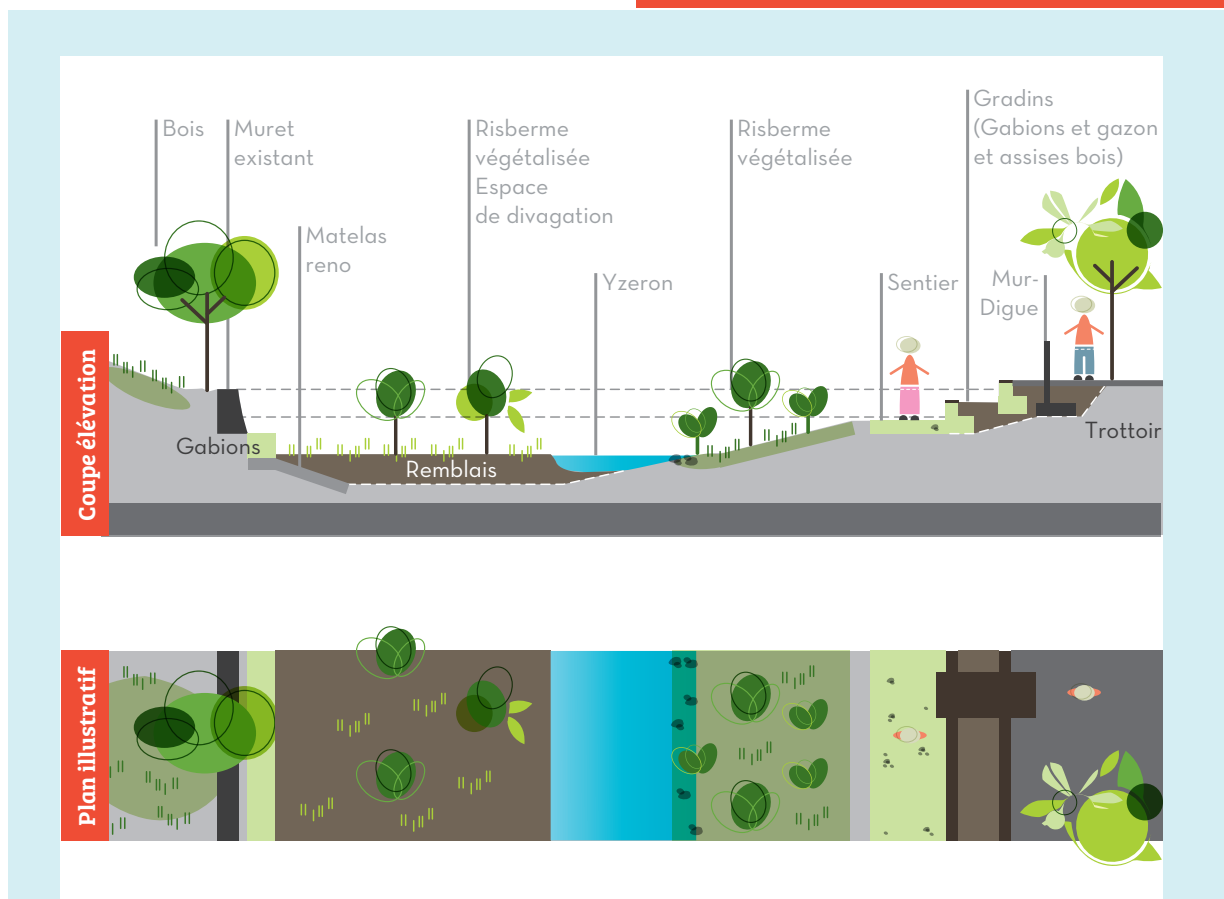 Bois
Muret
existant
Matelas
reno
Risberme
végétalisée
Espace
de divagation
Yzeron
Risberme
végétalisée
Sentier
Gradins
(Gabions et gazon
et assises bois)
Mur-
Digue
Coupe élévation
Gabions
Remblais
Trottoir
Plan illustratif